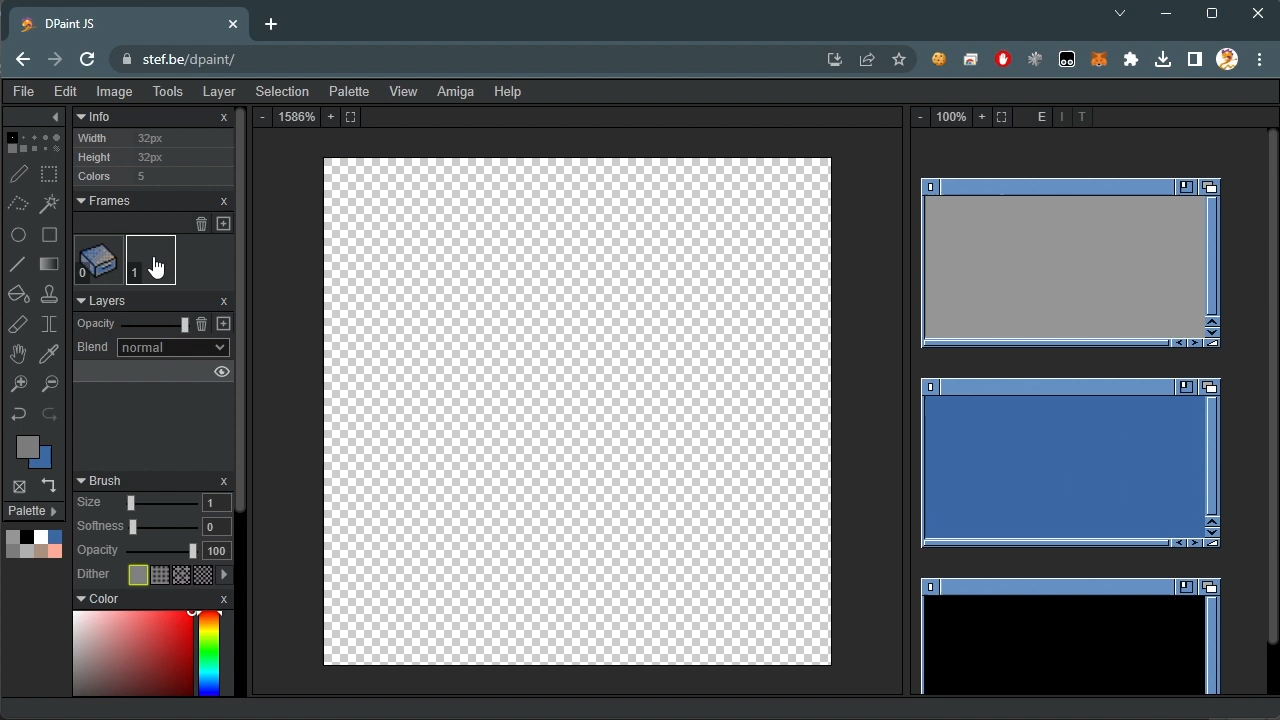 DPaint JS
stef.be/dpaint/
File Edit Image Tools Layer Selection Palette View Amiga Help
Info x
Width 32px
Height 32px
Colors 5
Frames x
0 1
Layers x
Opacity
Blend normal
Brush x
Size 1
Softness 0
Opacity 100
Dither
Color x
Palette
- 1586% +
- 100% + E I T